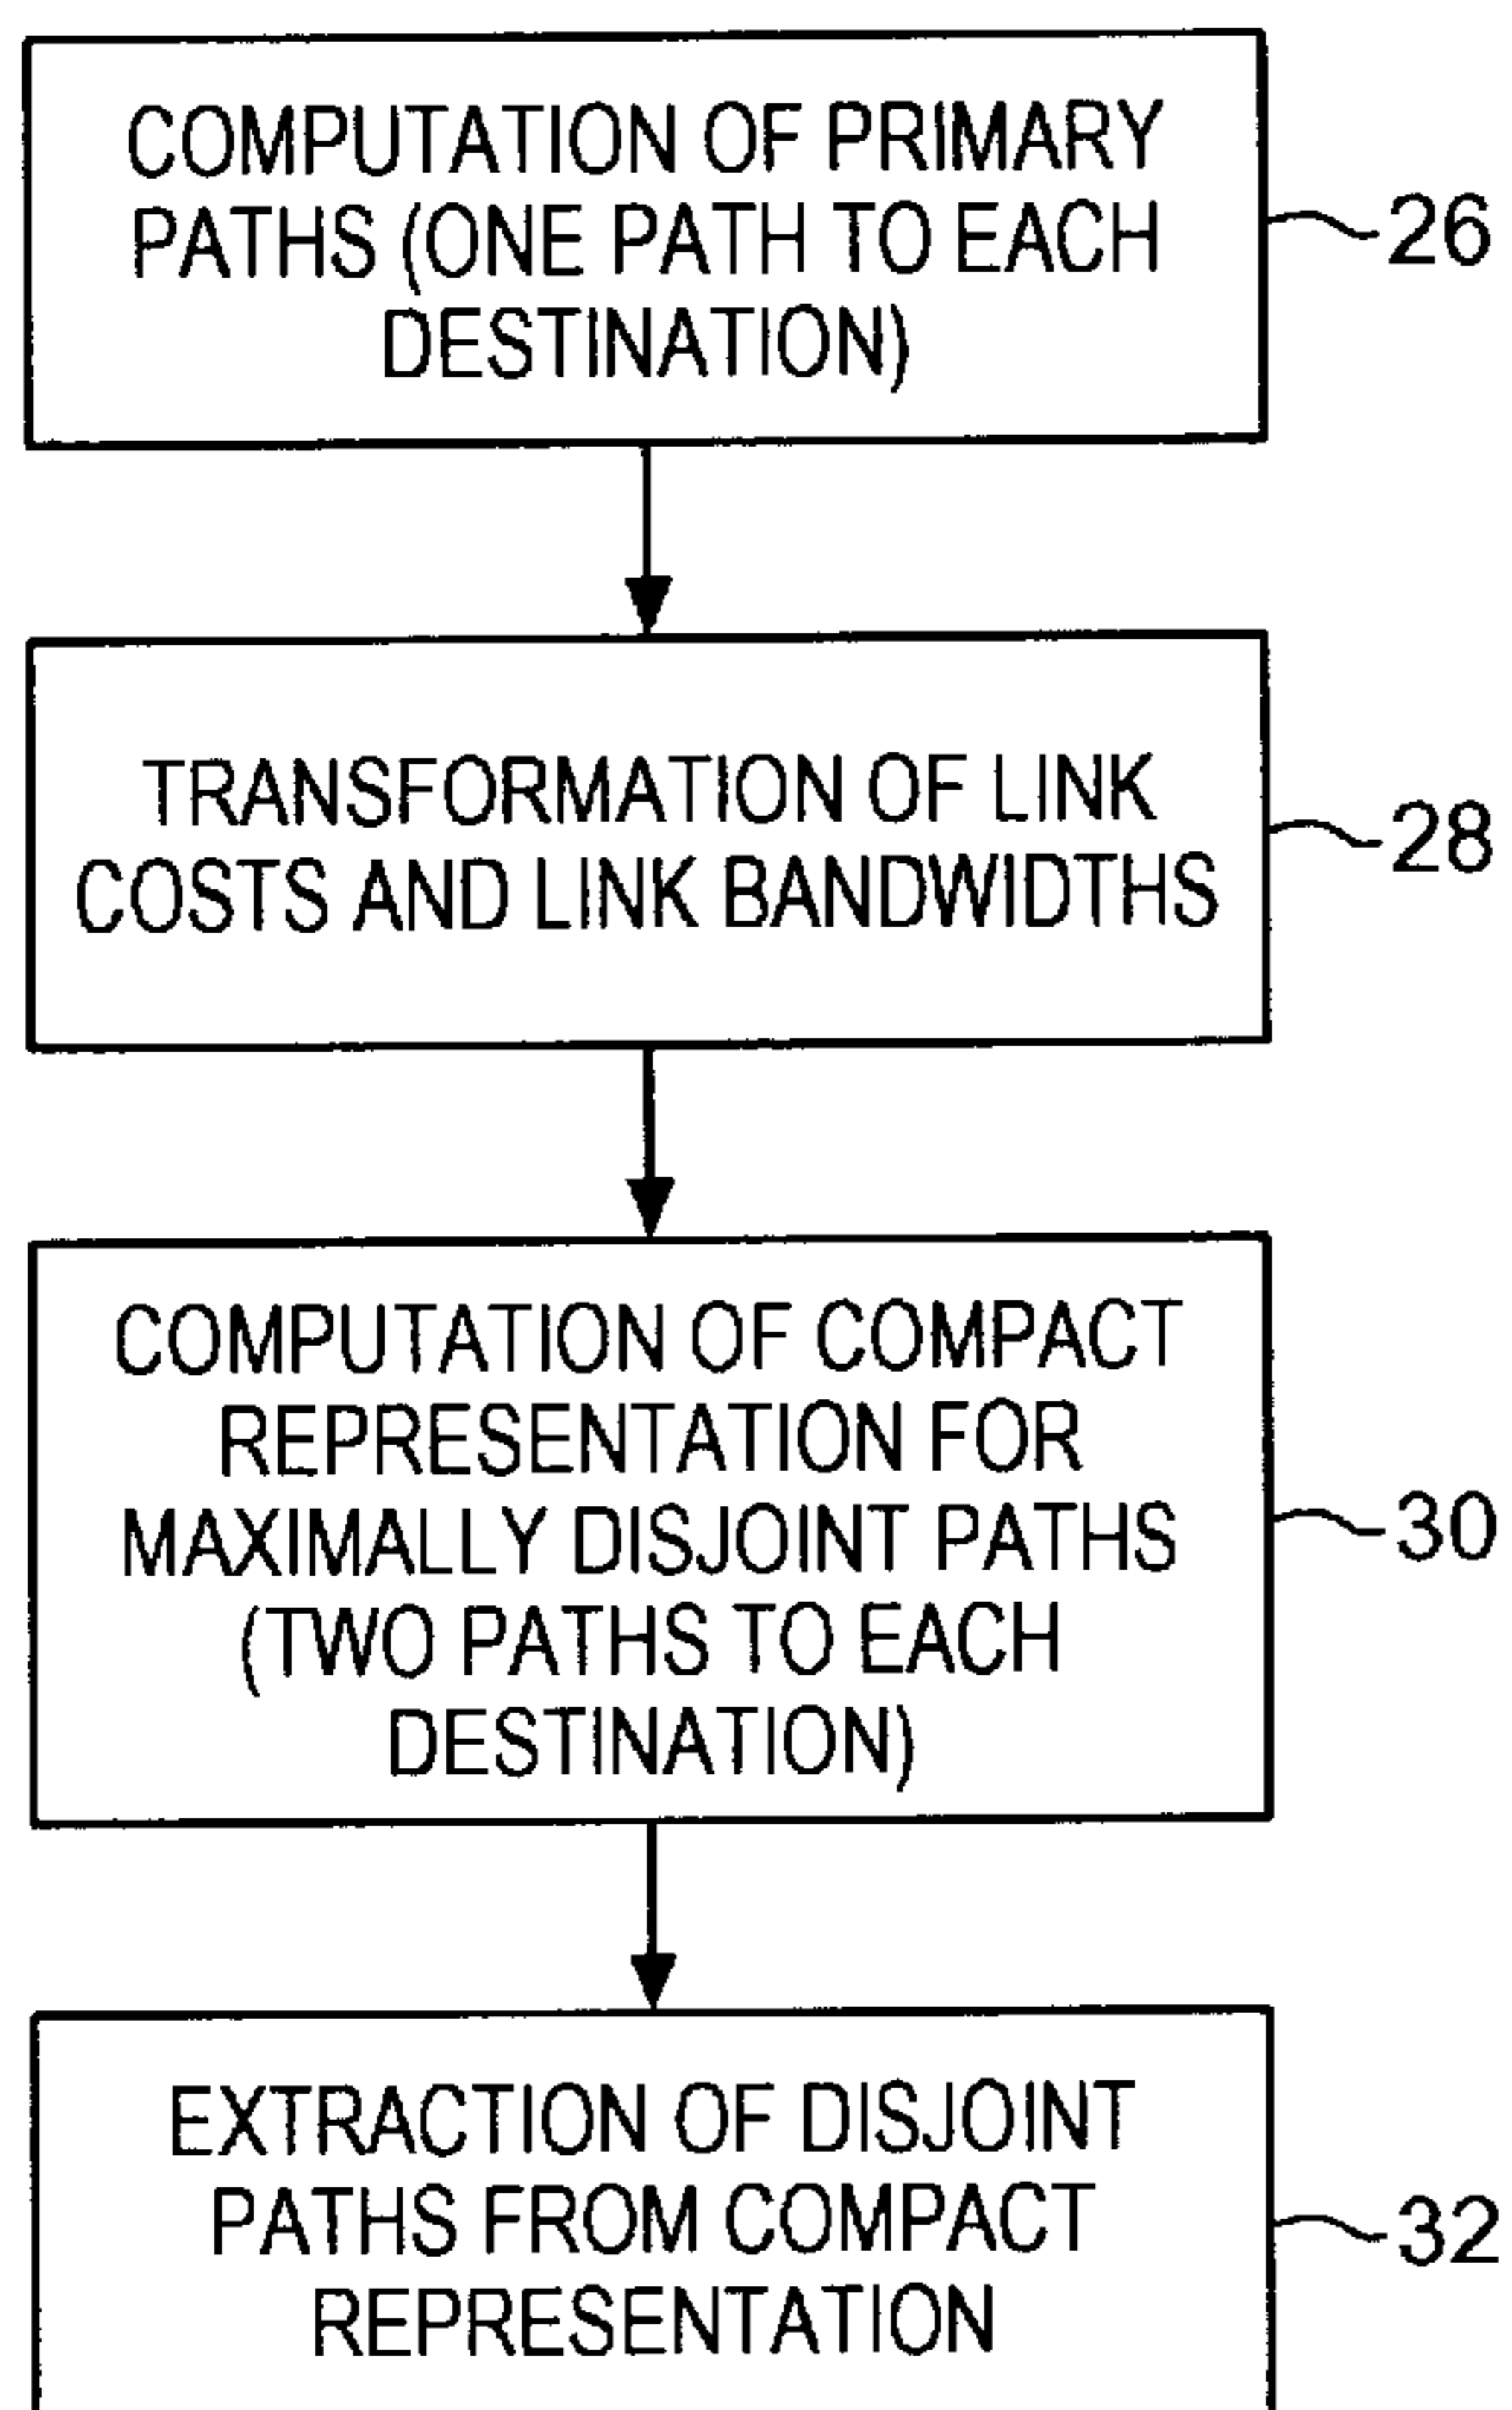 COMPUTATION OF PRIMARY
PATHS (ONE PATH TO EACH
DESTINATION)
26
TRANSFORMATION OF LINK
COSTS AND LINK BANDWIDTHS
28
COMPUTATION OF COMPACT
REPRESENTATION FOR
MAXIMALLY DISJOINT PATHS
(TWO PATHS TO EACH
DESTINATION)
30
EXTRACTION OF DISJOINT
PATHS FROM COMPACT
REPRESENTATION
32